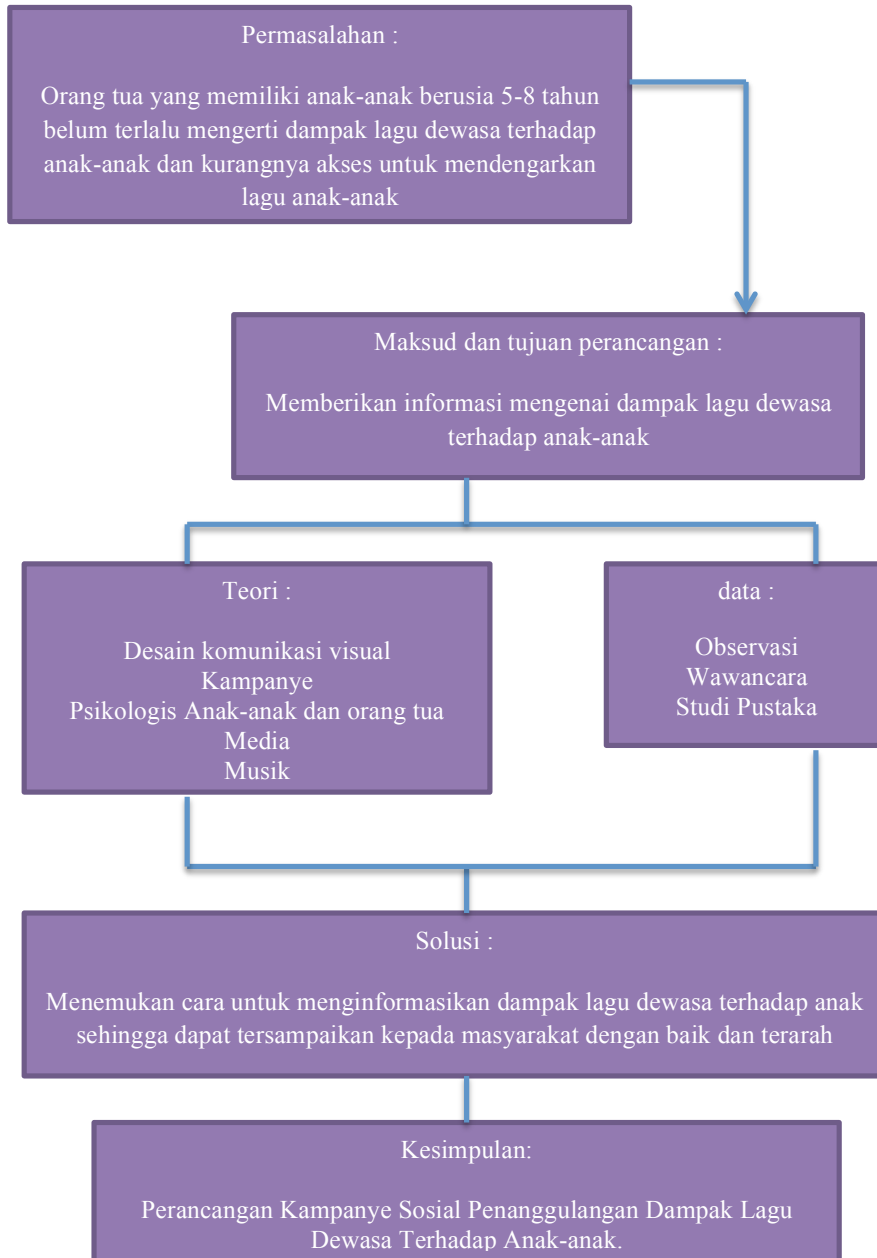 Permasalahan :
Orang tua yang memiliki anak-anak berusia 5-8 tahun
belum terlalu mengerti dampak lagu dewasa terhadap
anak-anak dan kurangnya akses untuk mendengarkan
lagu anak-anak
Maksud dan tujuan perancangan :
Memberikan informasi mengenai dampak lagu dewasa
terhadap anak-anak
Teori :
Desain komunikasi visual
Kampanye
Psikologis Anak-anak dan orang tua
Media
Musik
data :
Observasi
Wawancara
Studi Pustaka
Solusi :
Menemukan cara untuk menginformasikan dampak lagu dewasa terhadap anak
sehingga dapat tersampaikan kepada masyarakat dengan baik dan terarah
Kesimpulan:
Perancangan Kampanye Sosial Penanggulangan Dampak Lagu
Dewasa Terhadap Anak-anak.